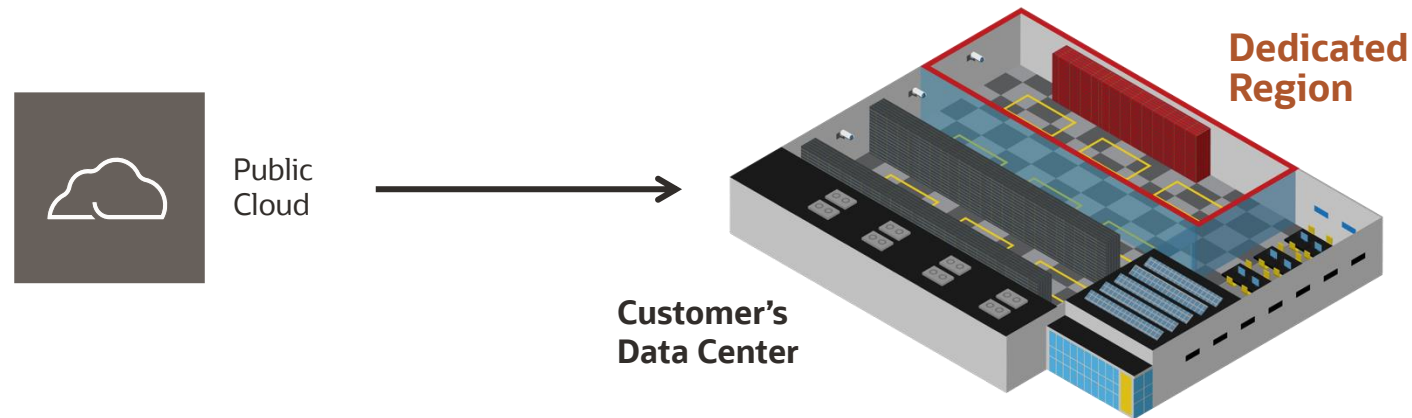 Public
Cloud
Customer's
Data Center
Dedicated
Region